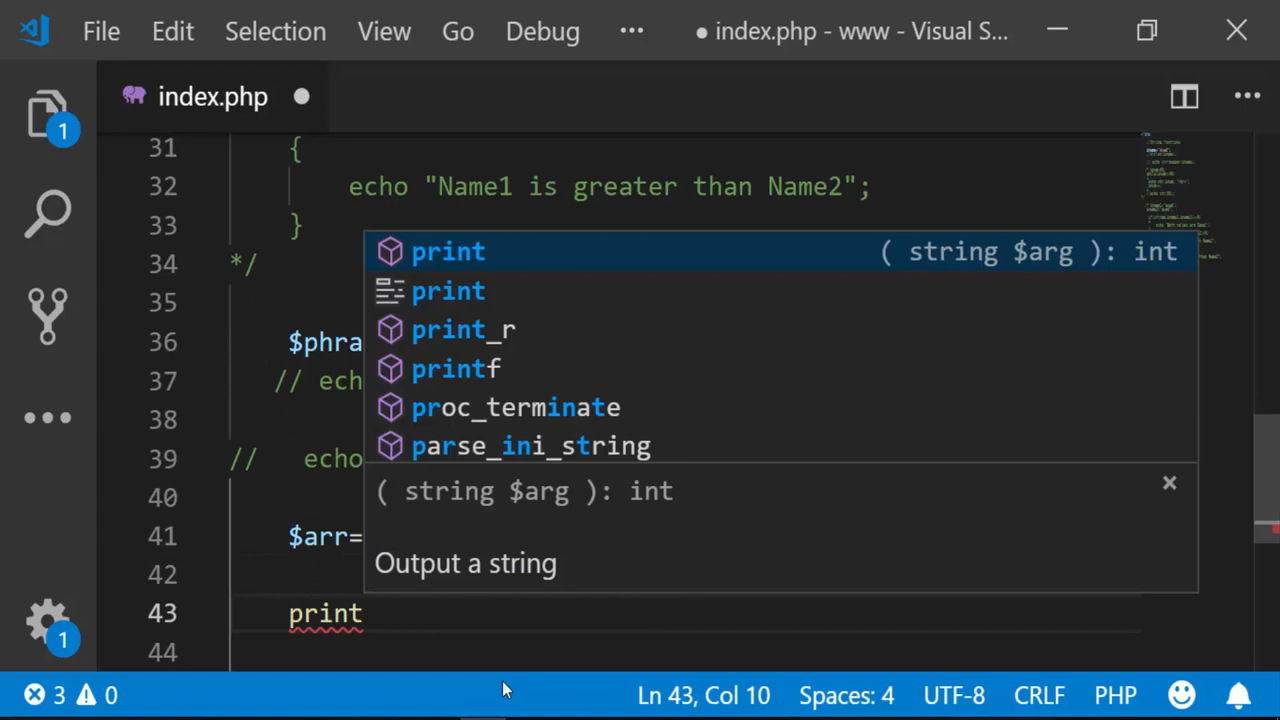 File Edit Selection View Go Debug ··· ● index.php - www - Visual S...
index.php ●
1
31 {
32 echo "Name1 is greater than Name2";
33 }
34 */
35
36 $phra
37 // ech
38
39 // echo
40
41 $arr=
42
43 print
44
print ( string $arg ): int
print
print_r
printf
proc_terminate
parse_ini_string
( string $arg ): int
Output a string
1
3 0 Ln 43, Col 10 Spaces: 4 UTF-8 CRLF PHP